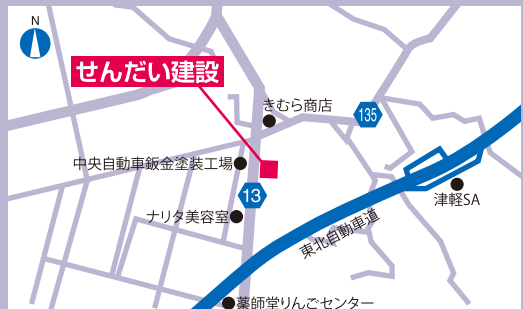 N
せんだい建設
きむら商店
135
中央自動車鈑金塗装工場
13
津軽SA
ナリタ美容室
東北自動車道
薬師堂りんごセンター